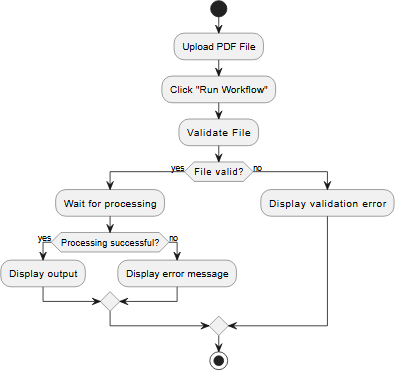 Upload PDF File
Click "Run Workflow"
Validate File
File valid?
yes
no
Wait for processing
Display validation error
Processing successful?
yes
no
Display output
Display error message